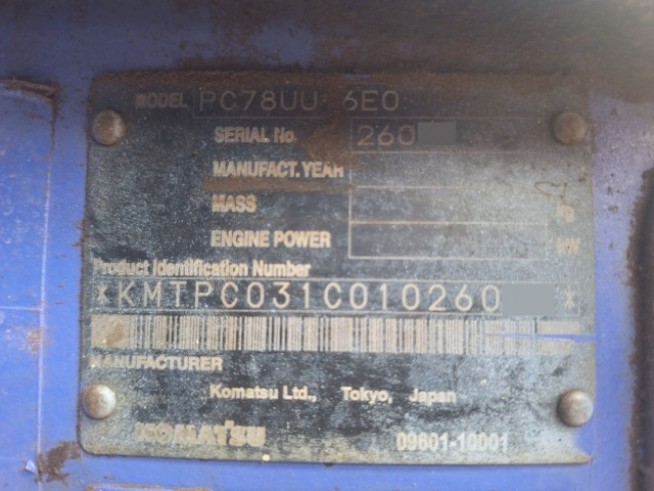 MODEL PC78UU-6E0
SERIAL No. 260
MANUFACT. YEAR
MASS kg
ENGINE POWER kW
Product Identification Number
*KMTPC031C010260 *
MANUFACTURER
Komatsu Ltd., Tokyo, Japan
KOMATSU 09601-10001